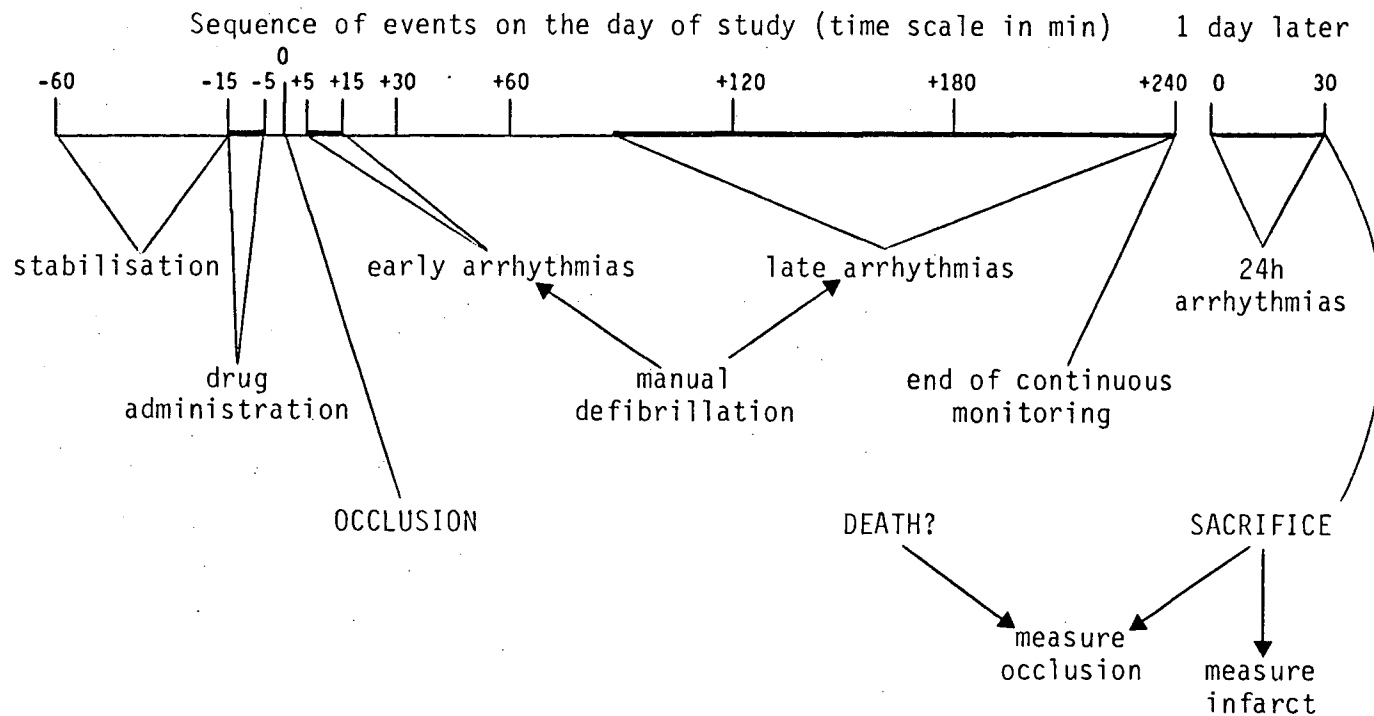 Sequence of events on the day of study (time scale in min) 1 day later
0
-60 -15 -5 +5 +15 +30 +60 +120 +180 +240 0 30
stabilisation early arrhythmias late arrhythmias 24h
arrhythmias
drug manual end of continuous
administration defibrillation monitoring
OCCLUSION DEATH? SACRIFICE
measure
occlusion measure
infarct